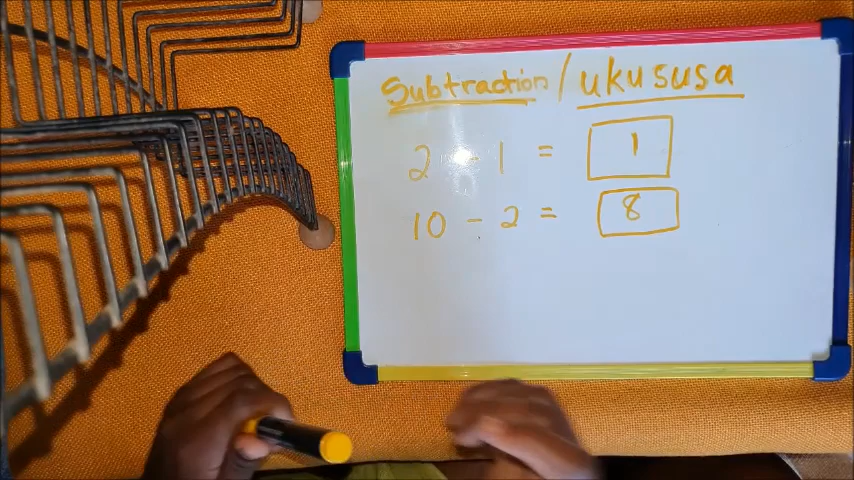 Subtraction / ukususa
2 - 1 = 1
10 - 2 = 8